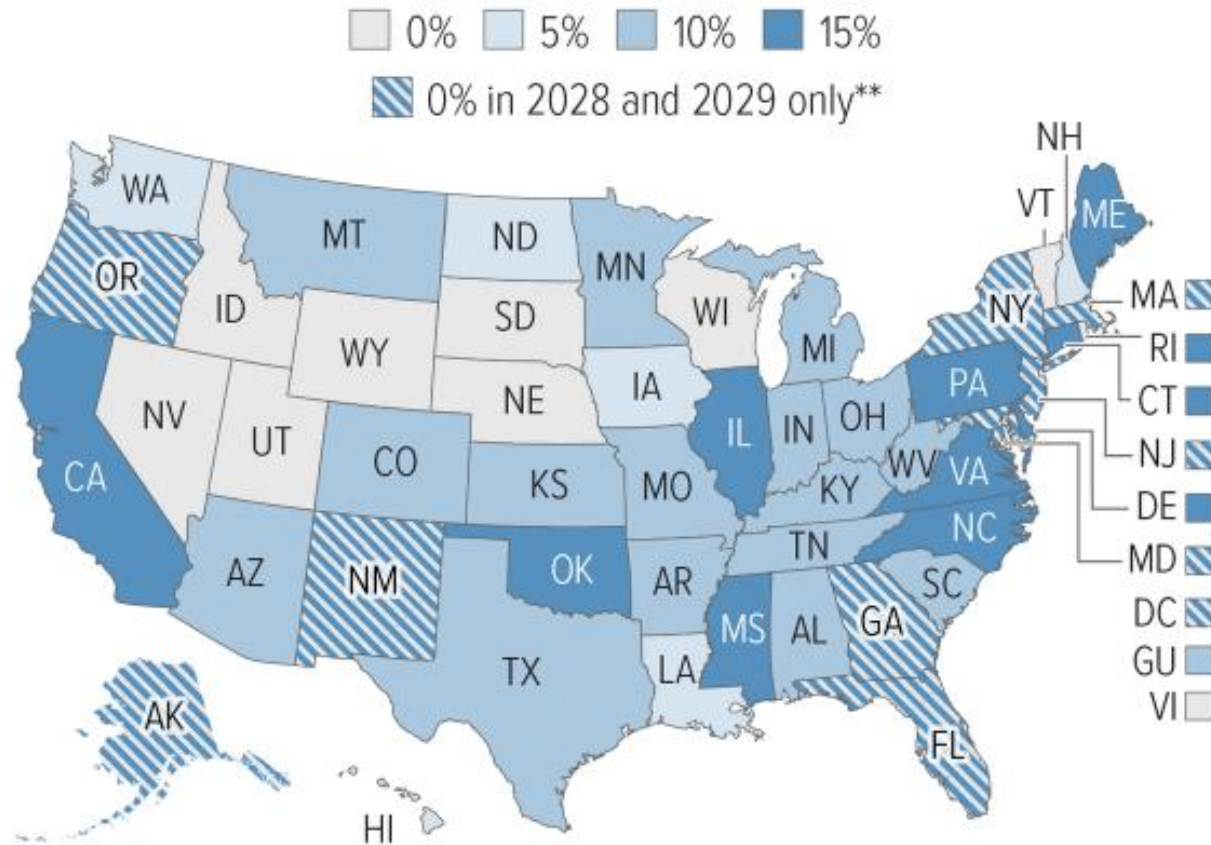 0% 5% 10% 15%
0% in 2028 and 2029 only**
NH
WA
VT
ME
MT
ND
MN
OR
MA
ID
SD
WI
NY
WY
MI
RI
PA
CT
NE
IA
NV
OH
IL
IN
NJ
UT
CO
WV
VA
CA
KS
MO
KY
DE
NC
TN
MD
AZ
OK
NM
AR
SC
DC
MS
AL
GA
GU
TX
LA
VI
AK
FL
HI